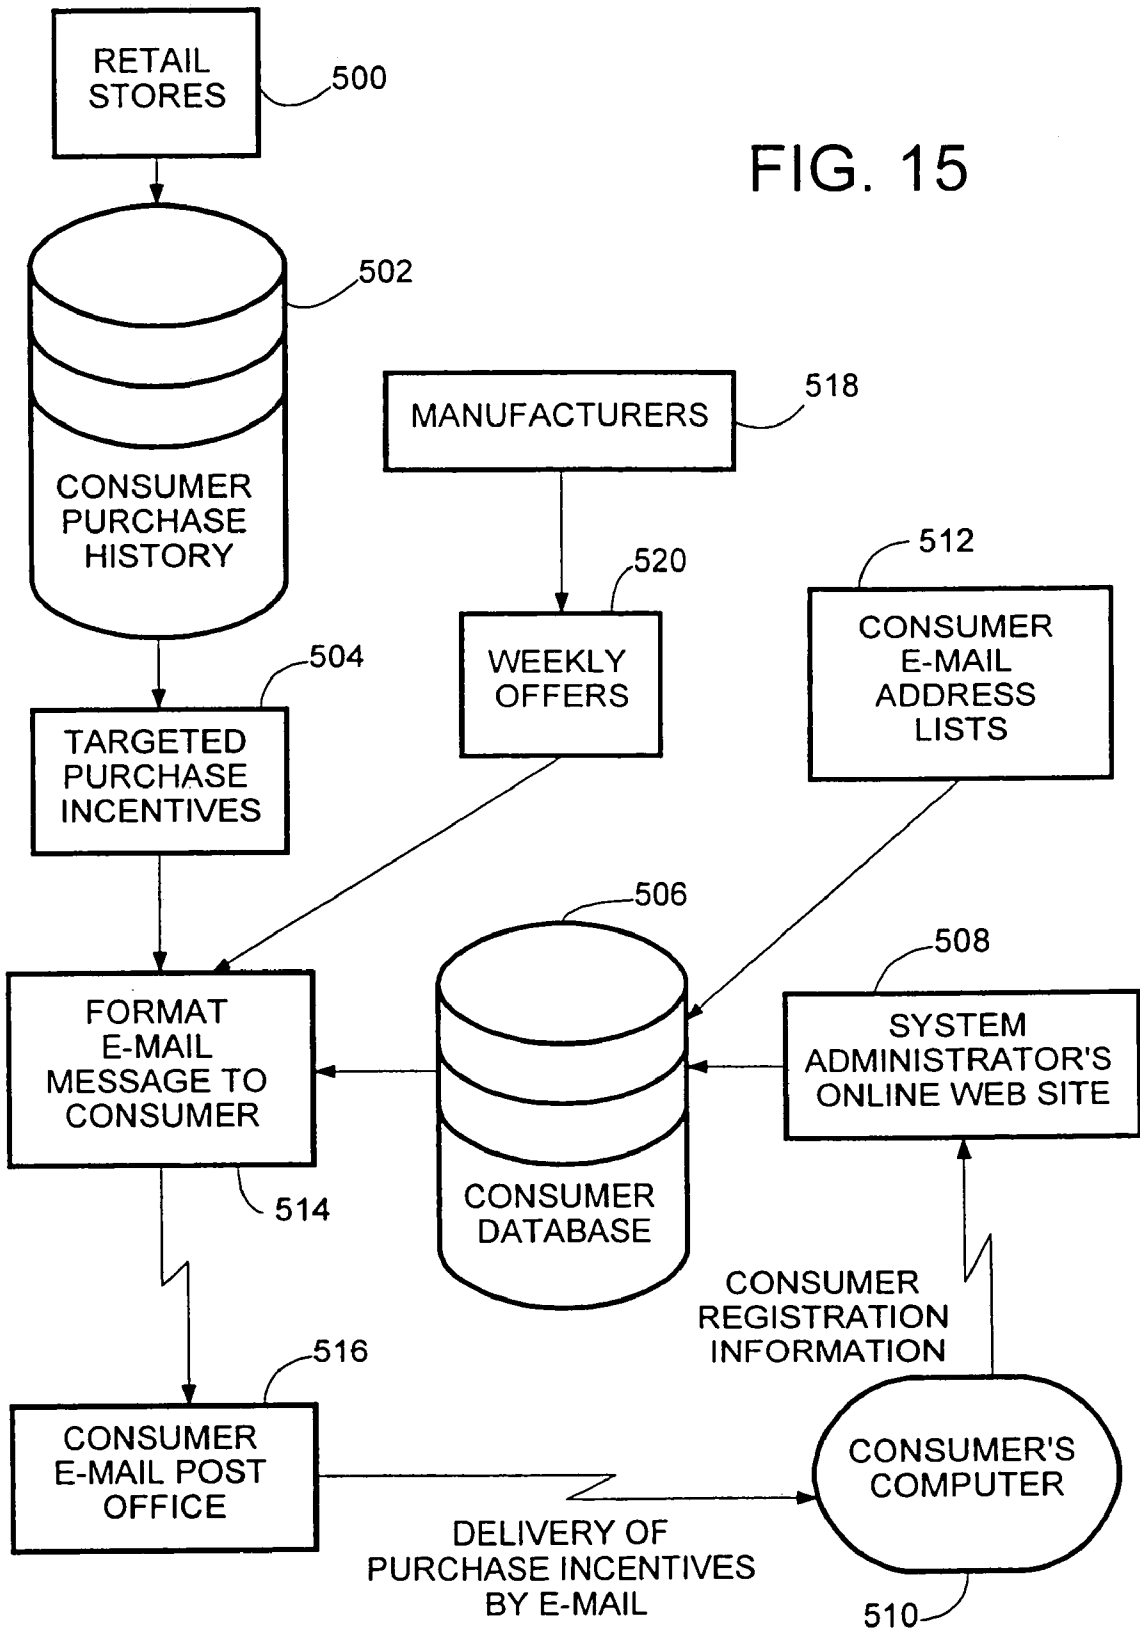 RETAIL
STORES
500
FIG. 15
502
CONSUMER
PURCHASE
HISTORY
MANUFACTURERS
518
520
WEEKLY
OFFERS
512
CONSUMER
E-MAIL
ADDRESS
LISTS
504
TARGETED
PURCHASE
INCENTIVES
506
CONSUMER
DATABASE
508
SYSTEM
ADMINISTRATOR'S
ONLINE WEB SITE
FORMAT
E-MAIL
MESSAGE TO
CONSUMER
514
CONSUMER
REGISTRATION
INFORMATION
516
CONSUMER
E-MAIL POST
OFFICE
CONSUMER'S
COMPUTER
510
DELIVERY OF
PURCHASE INCENTIVES
BY E-MAIL